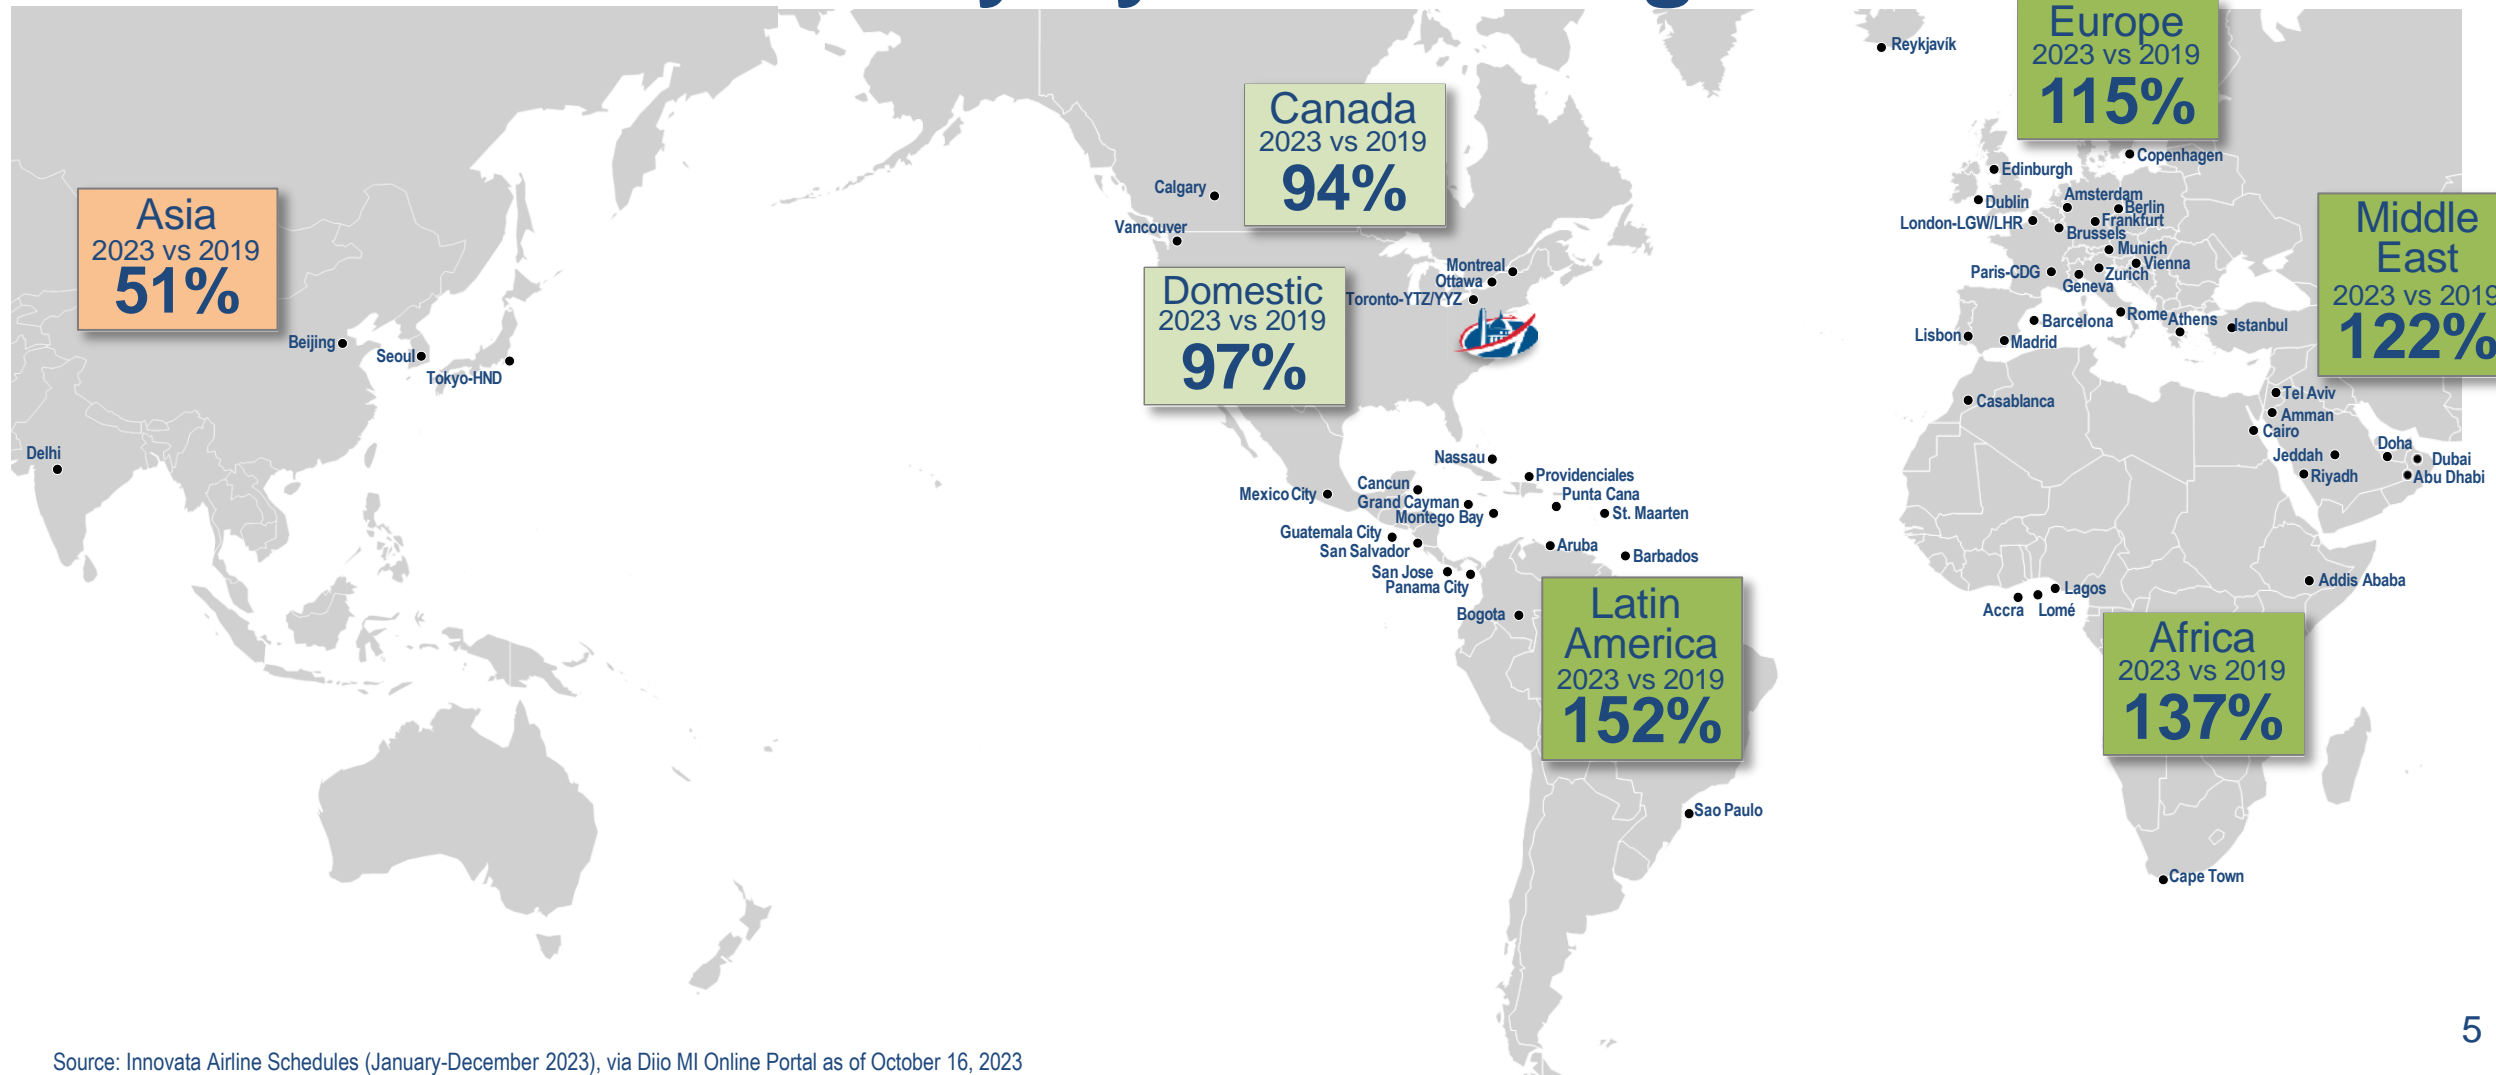 Reykjavík
Europe
2023 vs 2019
115%
Canada
2023 vs 2019
94%
Copenhagen
Edinburgh
Calgary
Amsterdam
Dublin
Berlin
London-LGW/LHR
Frankfurt
Brussels
Asia
2023 vs 2019
51%
Middle
East
2023 vs 2019
122%
Vancouver
Munich
Vienna
Montreal
Ottawa
Toronto-YTZ/YYZ
Paris-CDG
Zurich
Geneva
Domestic
2023 vs 2019
97%
Barcelona
Rome
Athens
Istanbul
Lisbon
Madrid
Beijing
Seoul
Tokyo-HND
Tel Aviv
Casablanca
Amman
Cairo
Doha
Delhi
Nassau
Jeddah
Dubai
Riyadh
Abu Dhabi
Providenciales
Cancun
Mexico City
Punta Cana
Grand Cayman
Montego Bay
St. Maarten
Guatemala City
San Salvador
Aruba
Barbados
San Jose
Panama City
Addis Ababa
Lagos
Accra
Lomé
Bogota
Latin
America
2023 vs 2019
152%
Africa
2023 vs 2019
137%
Sao Paulo
Cape Town
5
Source: Innovata Airline Schedules (January-December 2023), via Diio MI Online Portal as of October 16, 2023